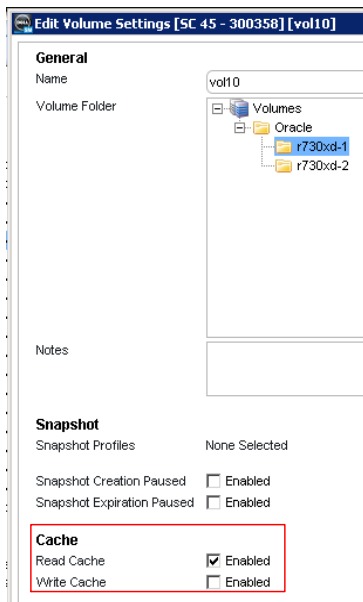 Edit Volume Settings [SC 45 - 300358] [vol10]
General
Name vol10
Volume Folder Volumes
Oracle
r730xd-1
r730xd-2
Notes
Snapshot
Snapshot Profiles None Selected
Snapshot Creation Paused Enabled
Snapshot Expiration Paused Enabled
Cache
Read Cache Enabled
Write Cache Enabled